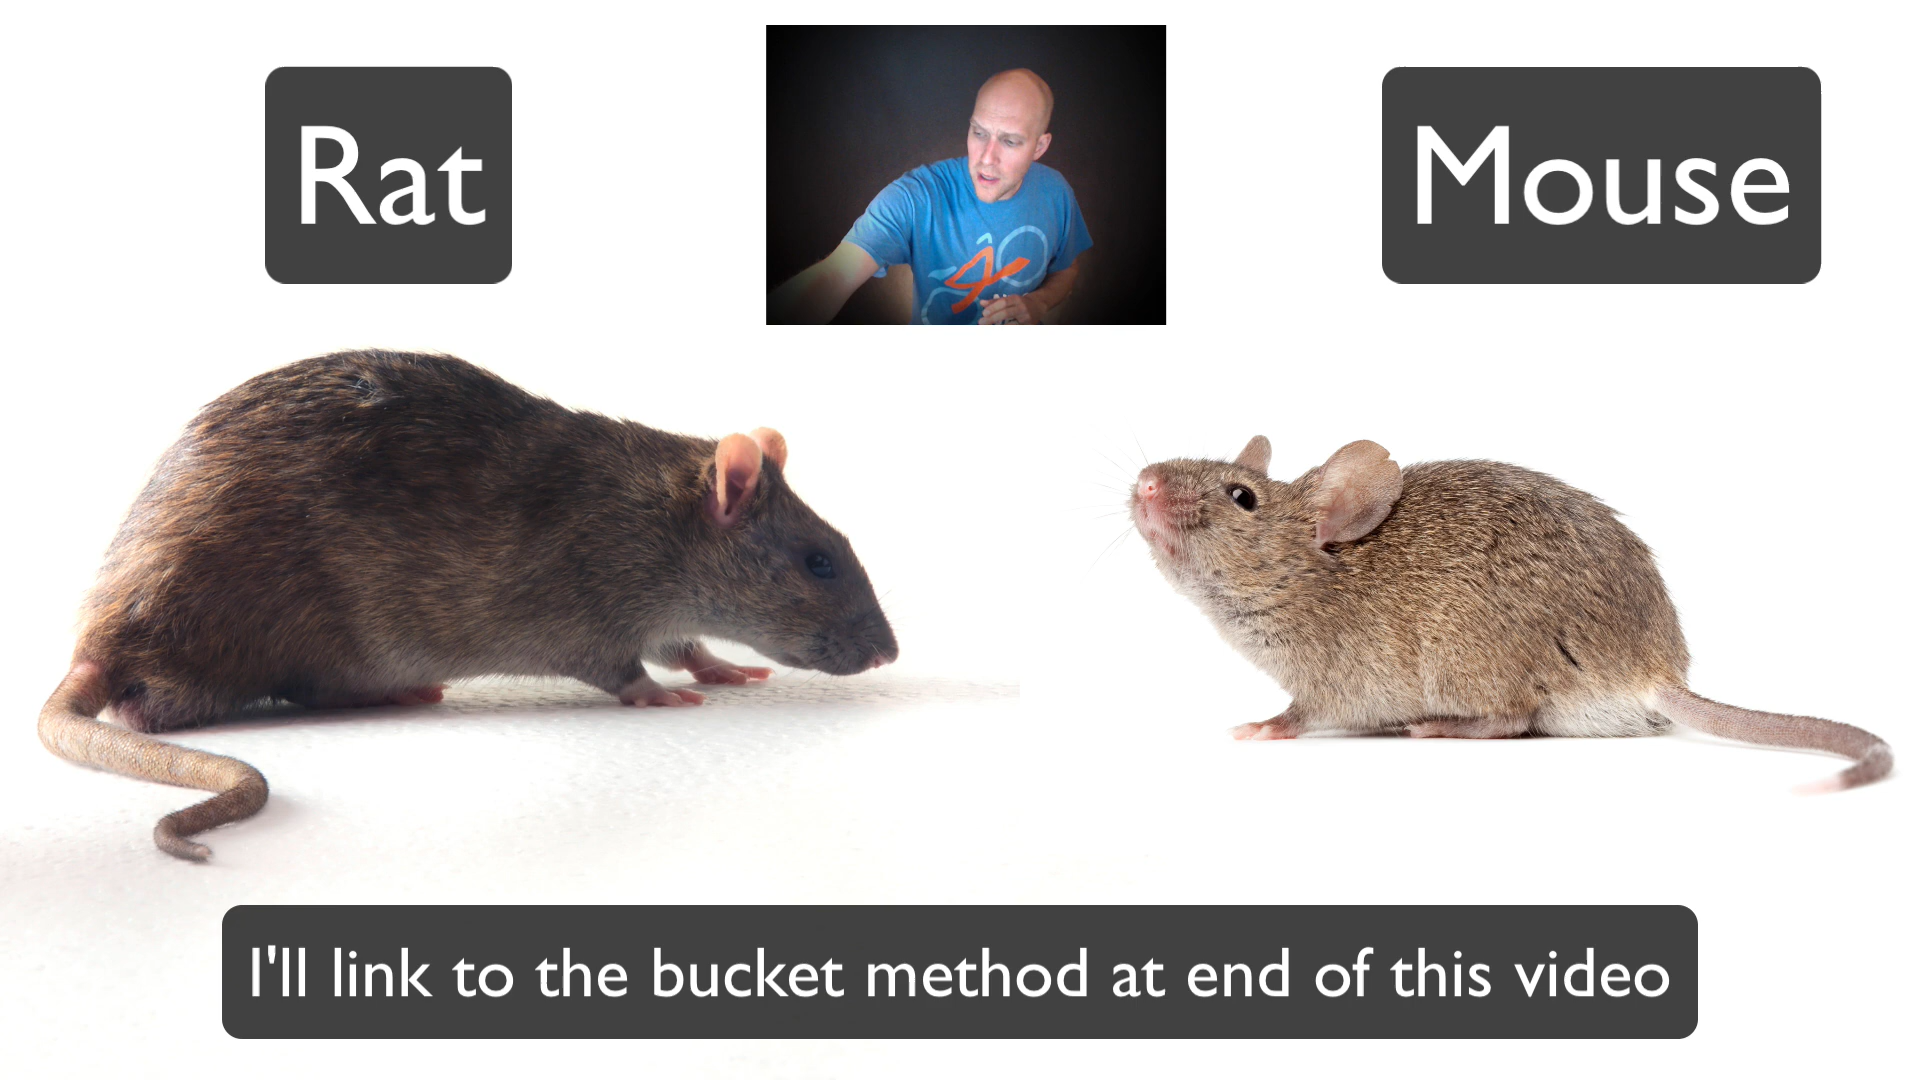 Rat
Mouse
I'll link to the bucket method at end of this video